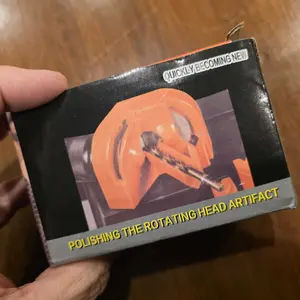 QUICKLY BECOMING NEW
POLISHING THE ROTATING HEAD ARTIFACT